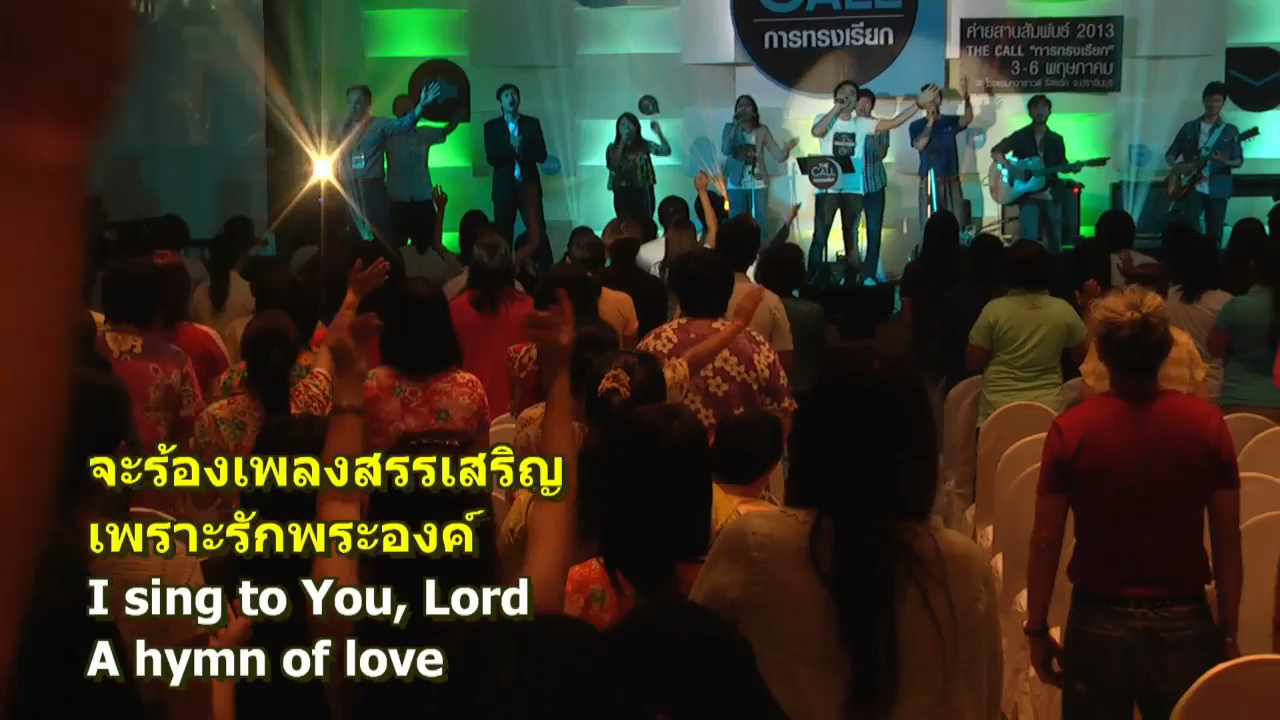 CALL
การทรงเรียก
ค่ายสานสัมพันธ์ 2013
THE CALL "การทรงเรียก"
3-6 พฤษภาคม
THE
CALL
จะร้องเพลงสรรเสริญ
เพราะรักพระองค์
I sing to You, Lord
A hymn of love